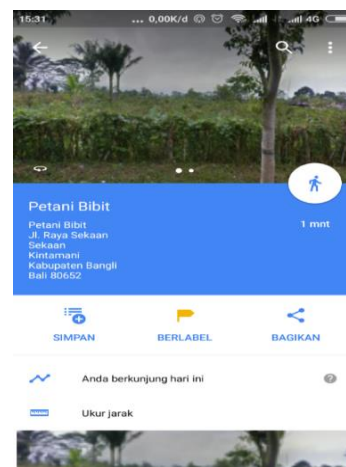 15:31
... 0,00K/d
4G
Petani Bibit
Petani Bibit
Jl. Raya Sekaan
Sekaan
Kintamani
Kabupaten Bangli
Bali 80652
1 mnt
SIMPAN
BERLABEL
BAGIKAN
Anda berkunjung hari ini
Ukur jarak